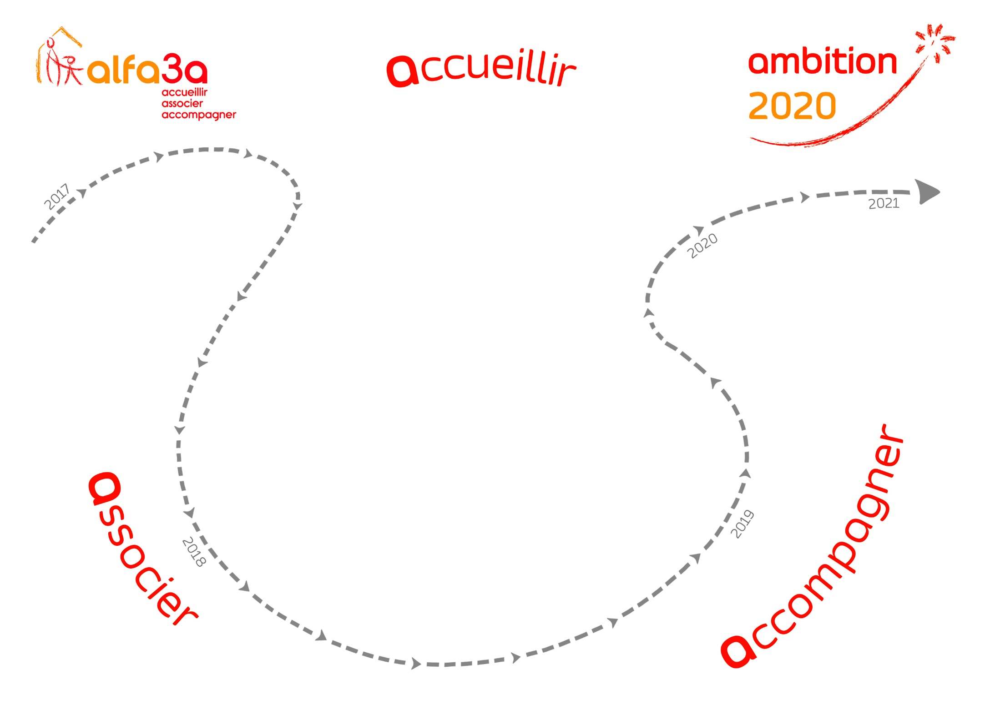 alfa3a
accueillir
associer
accompagner
accueillir
ambition
2020
2017
2021
2020
associer
2018
2019
accompagner